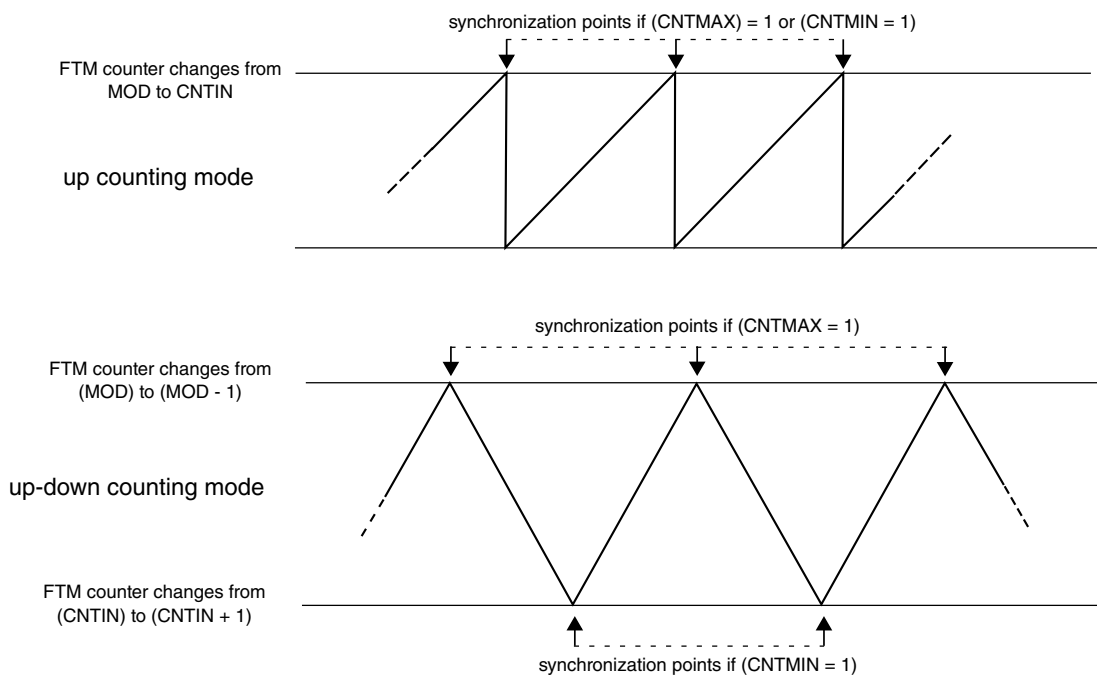 synchronization points if (CNTMAX) = 1 or (CNTMIN = 1)
FTM counter changes from
MOD to CNTIN
up counting mode
synchronization points if (CNTMAX = 1)
FTM counter changes from
(MOD) to (MOD - 1)
up-down counting mode
FTM counter changes from
(CNTIN) to (CNTIN + 1)
synchronization points if (CNTMIN = 1)